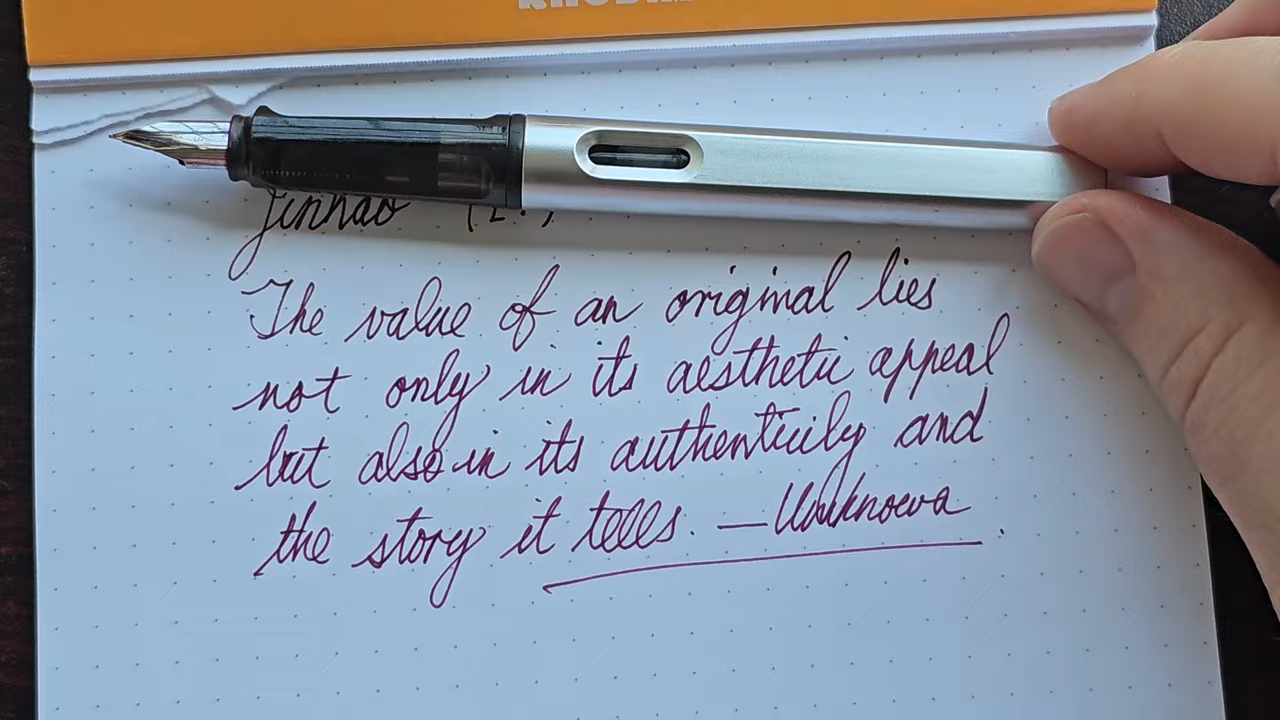 Jinhao
The value of an original lies
not only in its aesthetic appeal
but also in its authenticity and
the story it tells. — Unknown